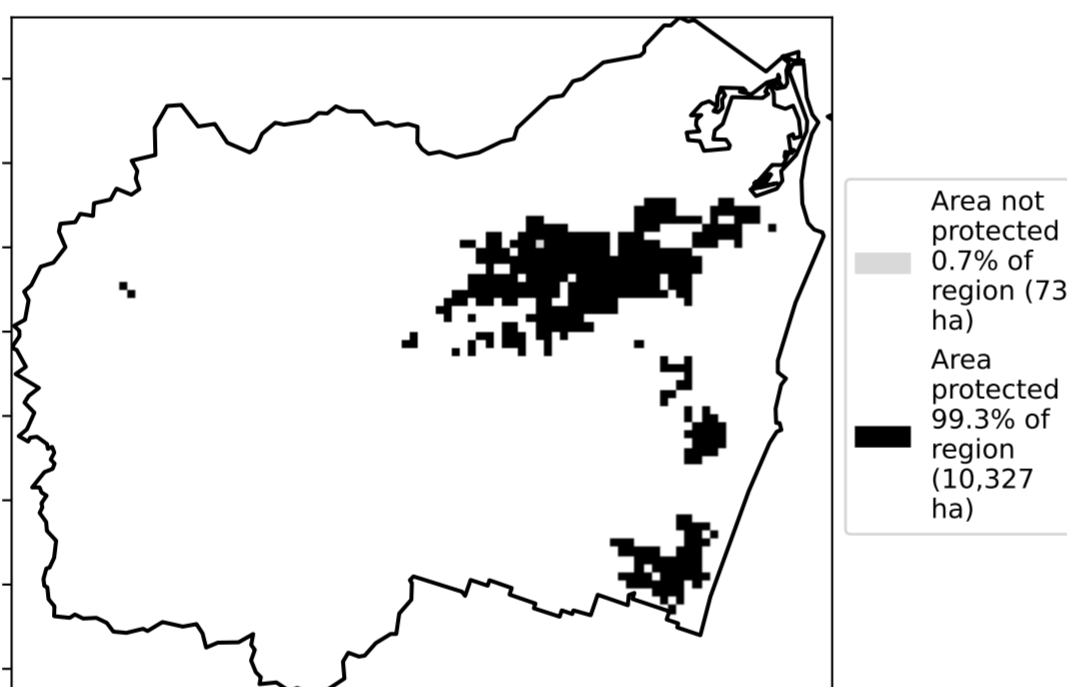 Area not
protected
0.7% of
region (73
ha)
Area
protected
99.3% of
region
(10,327
ha)